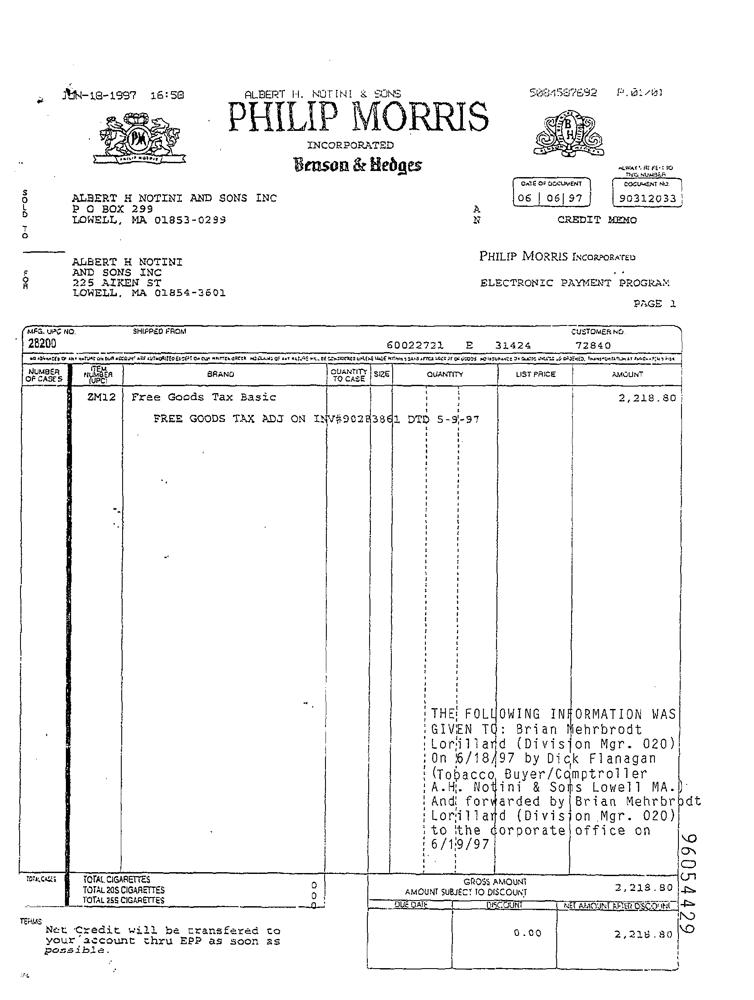 JUN-18-1997 16:58 ALBERT H. NOTINI & SONS 5084587692 P.01/01
PHILIP MORRIS
INCORPORATED
Benson & Hedges
PM
PHILIP MORRIS
B H
ALWAYS REFER TO
THIS NUMBER
DATE OF DOCUMENT
06 06 97
DOCUMENT NO.
90312033
SOLD TO
ALBERT H NOTINI AND SONS INC
P O BOX 299
LOWELL, MA 01853-0299
A
N
CREDIT MEMO
FOR
ALBERT H NOTINI
AND SONS INC
225 AIKEN ST
LOWELL, MA 01854-3601
PHILIP MORRIS INCORPORATED
ELECTRONIC PAYMENT PROGRAM
PAGE 1
MFG. UPC NO. SHIPPED FROM CUSTOMER NO.
28200 60022721 E 31424 72840
NUMBER OF CASES ITEM NUMBER (UPC) BRAND QUANTITY TO CASE SIZE QUANTITY LIST PRICE AMOUNT
ZM12 Free Goods Tax Basic 2,218.80
FREE GOODS TAX ADJ ON INV#90283861 DTD 5-9-97
THE FOLLOWING INFORMATION WAS
GIVEN TO: Brian Mehrbrodt
Lorillard (Division Mgr. 020)
On 6/18/97 by Dick Flanagan
(Tobacco Buyer/Comptroller
A.H. Notini & Sons Lowell MA.)
And forwarded by Brian Mehrbrodt
Lorillard (Division Mgr. 020)
to the corporate office on
6/19/97
96054429
TOTAL CASES TOTAL CIGARETTES 0
TOTAL 20S CIGARETTES 0
TOTAL 25S CIGARETTES 0
GROSS AMOUNT
AMOUNT SUBJECT TO DISCOUNT 2,218.80
DUE DATE DISCOUNT NET AMOUNT AFTER DISCOUNT
0.00 2,218.80
TERMS
Net Credit will be transfered to
your account thru EPP as soon as
possible.